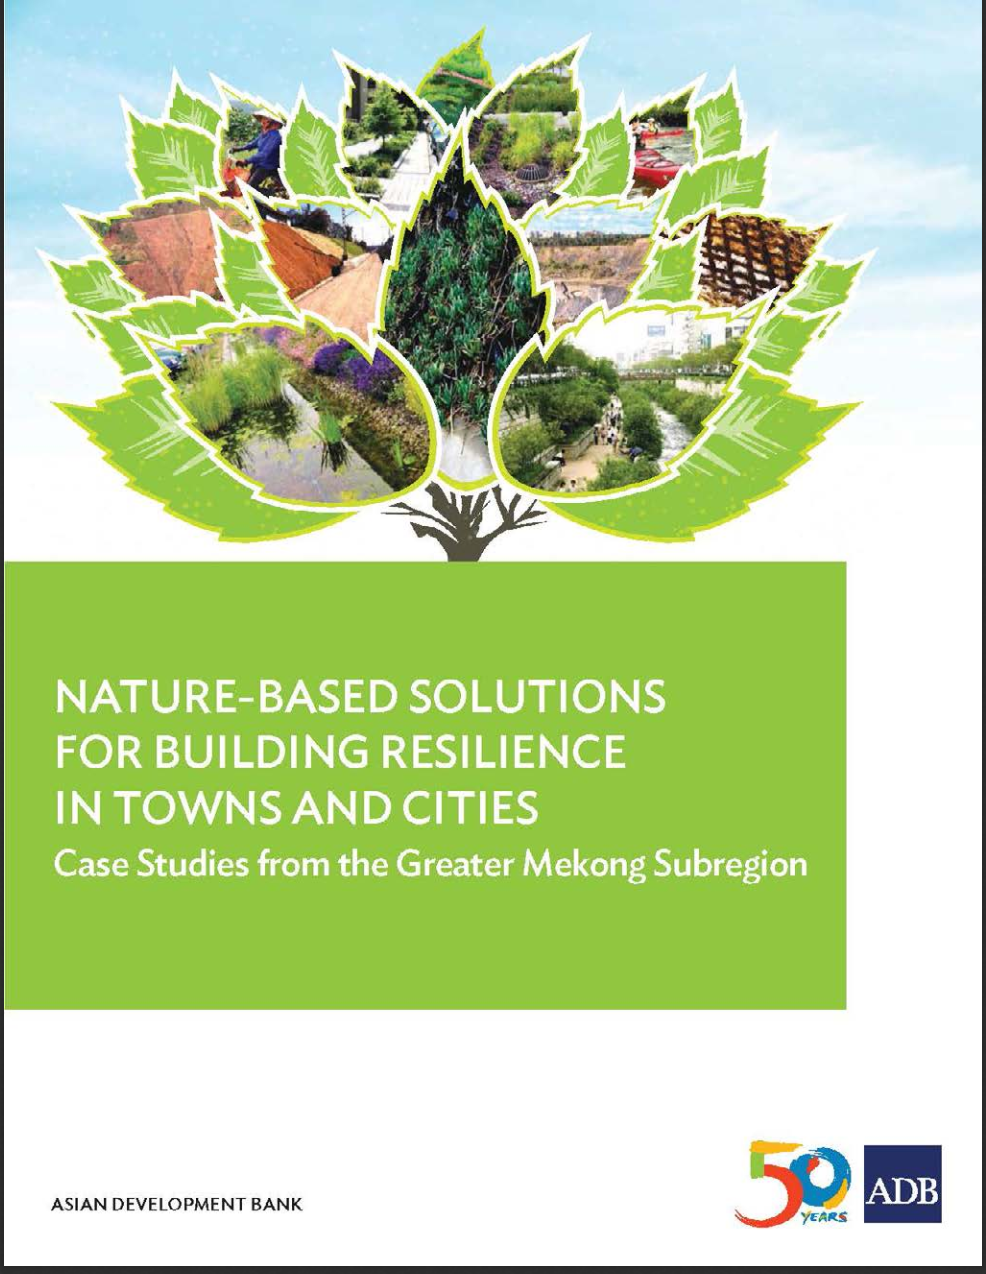 NATURE-BASED SOLUTIONS
FOR BUILDING RESILIENCE
IN TOWNS AND CITIES
Case Studies from the Greater Mekong Subregion
ASIAN DEVELOPMENT BANK
50
YEARS
ADB